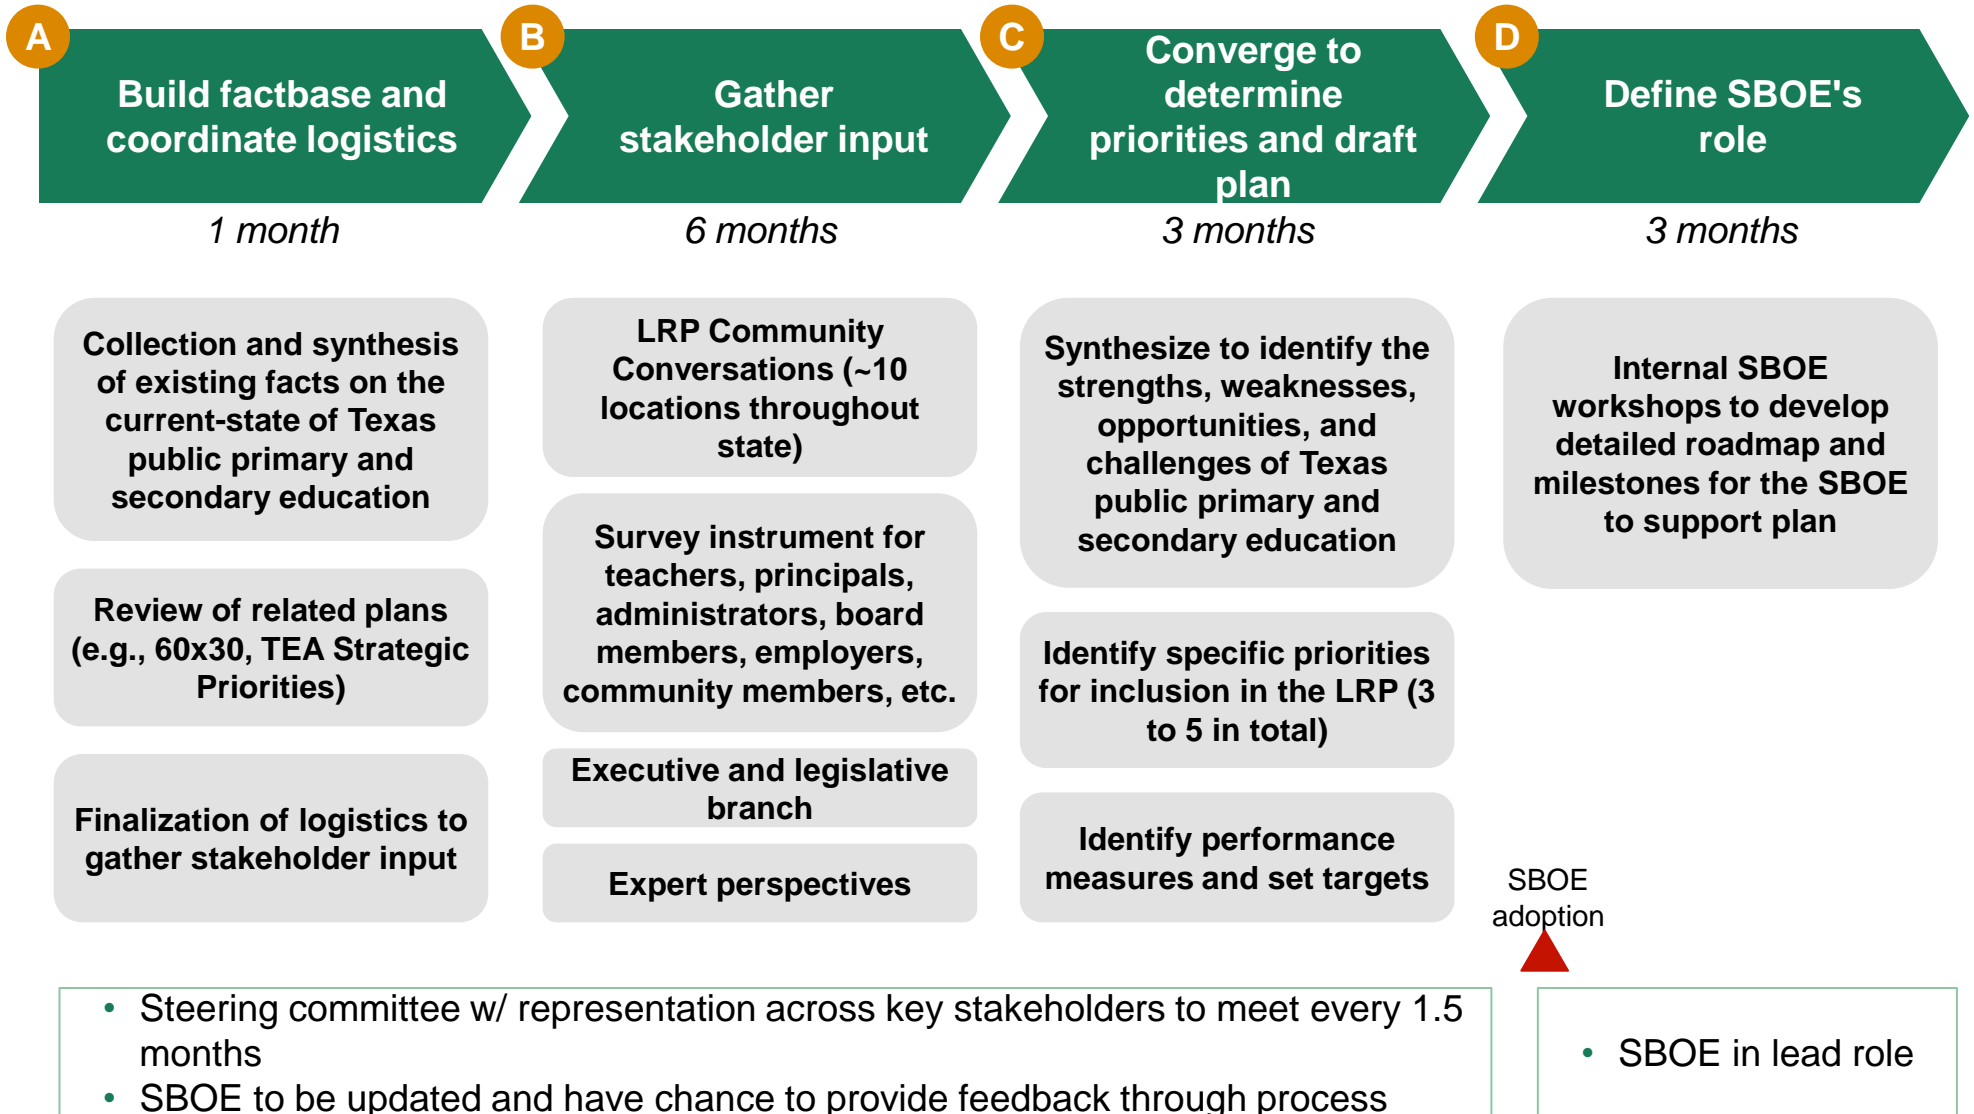 A
Build factbase and
coordinate logistics
1 month
Collection and synthesis
of existing facts on the
current-state of Texas
public primary and
secondary education
Review of related plans
(e.g., 60x30, TEA Strategic
Priorities)
Finalization of logistics to
gather stakeholder input
B
Gather
stakeholder input
6 months
LRP Community
Conversations (~10
locations throughout
state)
Survey instrument for
teachers, principals,
administrators, board
members, employers,
community members, etc.
Executive and legislative
branch
Expert perspectives
C
Converge to
determine
priorities and draft
plan
3 months
Synthesize to identify the
strengths, weaknesses,
opportunities, and
challenges of Texas
public primary and
secondary education
Identify specific priorities
for inclusion in the LRP (3
to 5 in total)
Identify performance
measures and set targets
D
Define SBOE's
role
3 months
Internal SBOE
workshops to develop
detailed roadmap and
milestones for the SBOE
to support plan
SBOE
adoption
• Steering committee w/ representation across key stakeholders to meet every 1.5
months
• SBOE to be updated and have chance to provide feedback through process
• SBOE in lead role